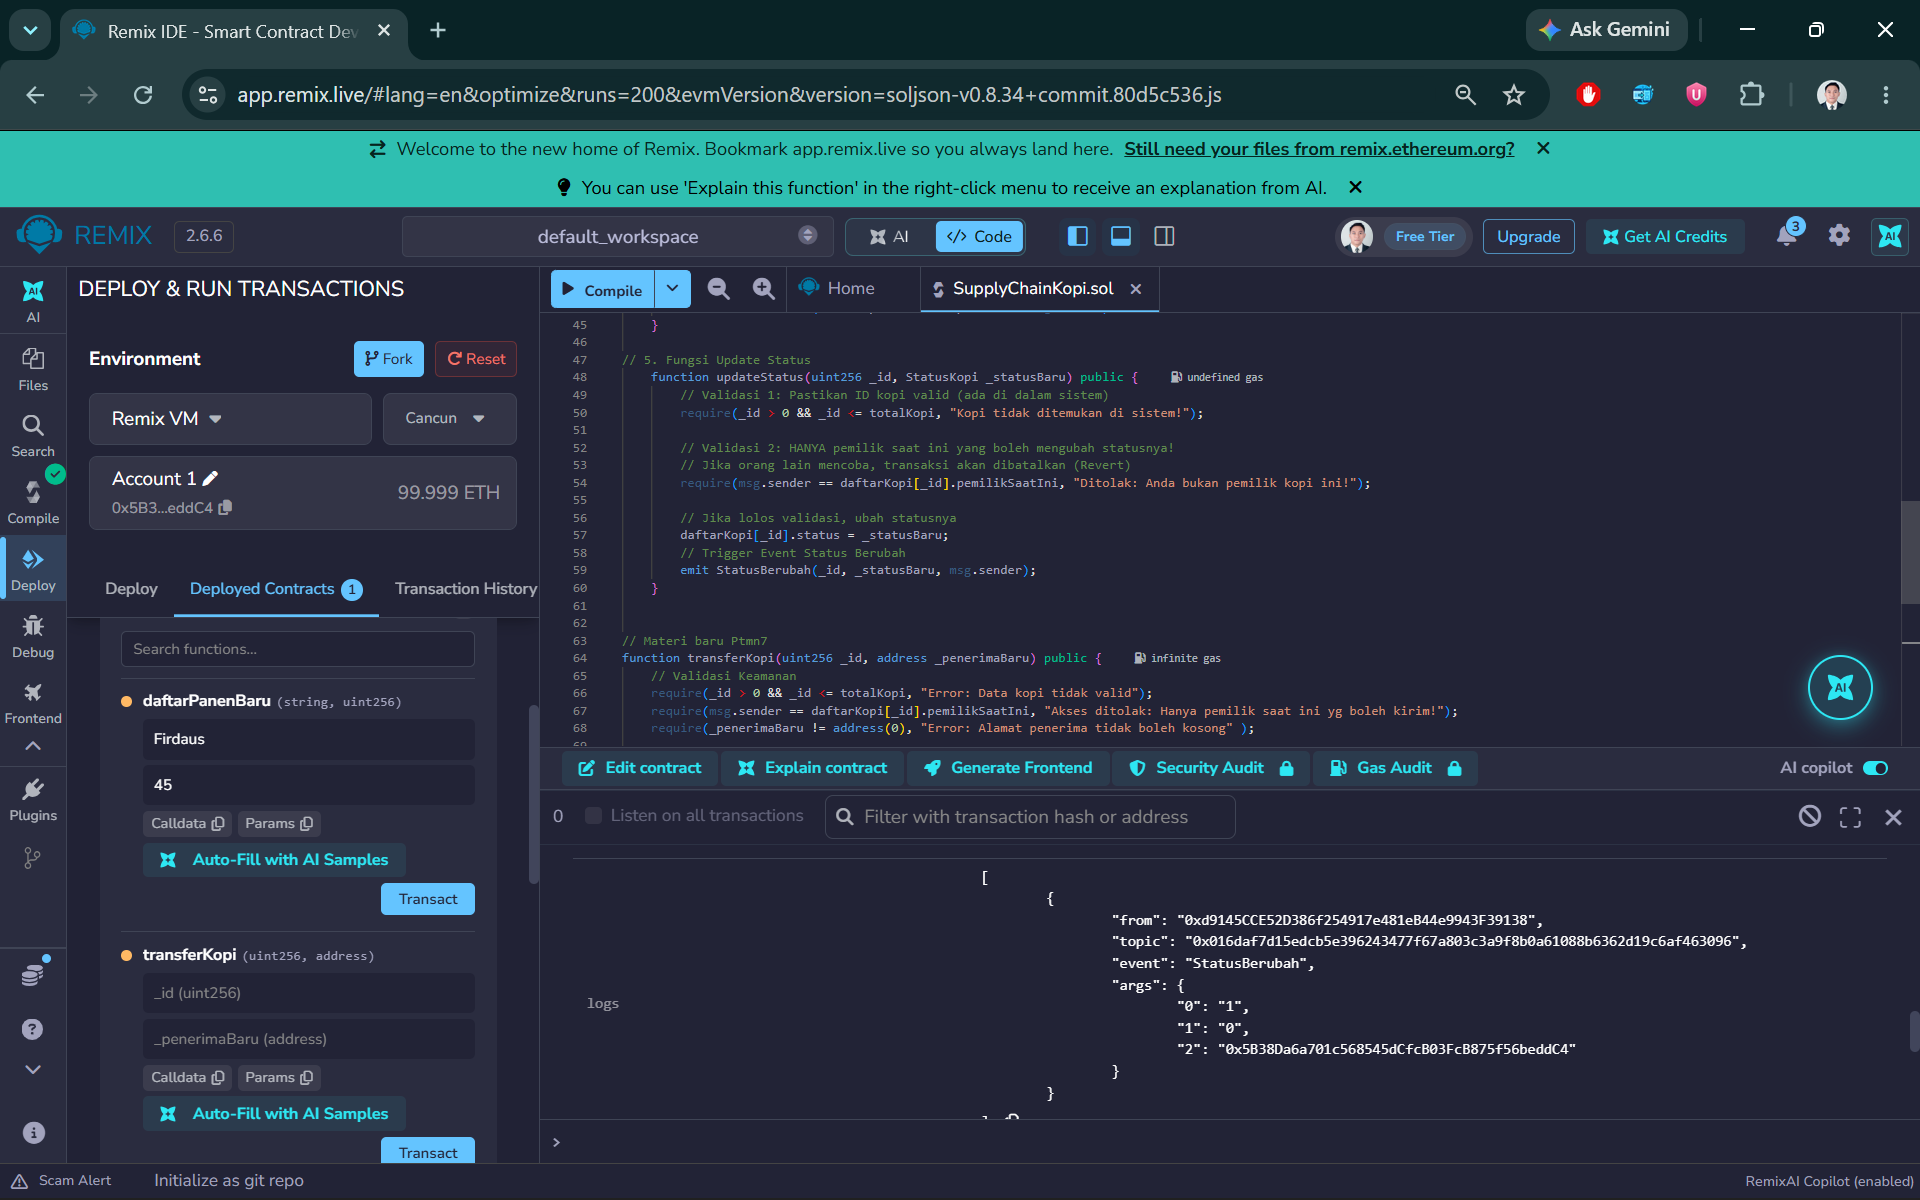 Remix IDE - Smart Contract Dev
Ask Gemini
app.remix.live/#lang=en&optimize&runs=200&evmVersion&version=soljson-v0.8.34+commit.80d5c536.js
Welcome to the new home of Remix. Bookmark app.remix.live so you always land here. Still need your files from remix.ethereum.org?
You can use 'Explain this function' in the right-click menu to receive an explanation from AI.
REMIX
2.6.6
default_workspace
AI
</> Code
Free Tier
Upgrade
Get AI Credits
3
AI
AI
AI
Files
Search
Compile
Deploy
Debug
Frontend
Plugins
DEPLOY & RUN TRANSACTIONS
Environment
Fork
Reset
Remix VM
Cancun
Account 1
0x5B3...eddC4
99.999 ETH
Deploy
Deployed Contracts 1
Transaction History
Search functions...
daftarPanenBaru (string, uint256)
Firdaus
45
Calldata
Params
Auto-Fill with AI Samples
Transact
transferKopi (uint256, address)
_id (uint256)
_penerimaBaru (address)
Calldata
Params
Auto-Fill with AI Samples
Transact
Compile
Home
SupplyChainKopi.sol
45 }
46
47 // 5. Fungsi Update Status
48 function updateStatus(uint256 _id, StatusKopi _statusBaru) public { undefined gas
49 // Validasi 1: Pastikan ID kopi valid (ada di dalam sistem)
50 require(_id > 0 && _id <= totalKopi, "Kopi tidak ditemukan di sistem!");
51
52 // Validasi 2: HANYA pemilik saat ini yang boleh mengubah statusnya!
53 // Jika orang lain mencoba, transaksi akan dibatalkan (Revert)
54 require(msg.sender == daftarKopi[_id].pemilikSaatIni, "Ditolak: Anda bukan pemilik kopi ini!");
55
56 // Jika lolos validasi, ubah statusnya
57 daftarKopi[_id].status = _statusBaru;
58 // Trigger Event Status Berubah
59 emit StatusBerubah(_id, _statusBaru, msg.sender);
60 }
61
62
63 // Materi baru Ptmn7
64 function transferKopi(uint256 _id, address _penerimaBaru) public { infinite gas
65 // Validasi Keamanan
66 require(_id > 0 && _id <= totalKopi, "Error: Data kopi tidak valid");
67 require(msg.sender == daftarKopi[_id].pemilikSaatIni, "Akses ditolak: Hanya pemilik saat ini yg boleh kirim!");
68 require(_penerimaBaru != address(0), "Error: Alamat penerima tidak boleh kosong" );
69
AI
Edit contract
Explain contract
Generate Frontend
Security Audit
Gas Audit
AI copilot
0
Listen on all transactions
Filter with transaction hash or address
logs
[
{
"from": "0xd9145CCE52D386f254917e481eB44e9943F39138",
"topic": "0x016daf7d15edcb5e396243477f67a803c3a9f8b0a61088b6362d19c6af463096",
"event": "StatusBerubah",
"args": {
"0": "1",
"1": "0",
"2": "0x5B38Da6a701c568545dCfcB03FcB875f56beddC4"
}
}
>
Scam Alert
Initialize as git repo
RemixAI Copilot (enabled)